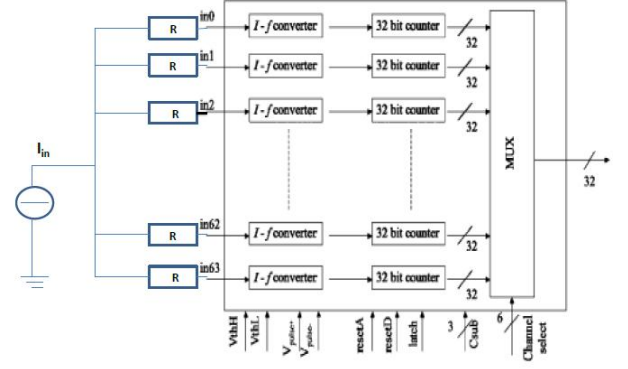 in0
R
I-f converter
32 bit counter
32
in1
R
I-f converter
32 bit counter
32
in2
R
I-f converter
32 bit counter
32
Iin
MUX
32
in62
R
I-f converter
32 bit counter
32
in63
R
I-f converter
32 bit counter
32
VthH
VthL
Vpulse+
Vpulse-
resetA
resetD
latch
3
Csub
6
Channel
select